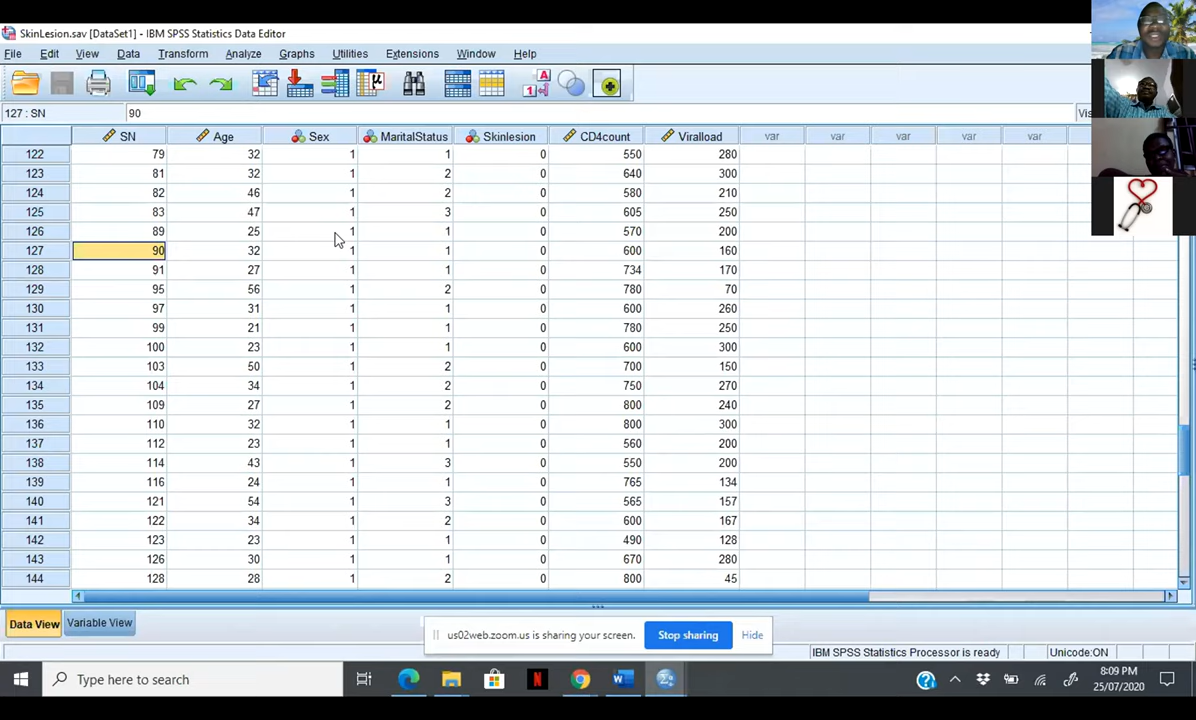 SkinLesion.sav [DataSet1] - IBM SPSS Statistics Data Editor
File Edit View Data Transform Analyze Graphs Utilities Extensions Window Help
127 : SN 90
SN Age Sex MaritalStatus Skinlesion CD4count Viralload var var var var var
122 79 32 1 1 0 550 280
123 81 32 1 2 0 640 300
124 82 46 1 2 0 580 210
125 83 47 1 3 0 605 250
126 89 25 1 1 0 570 200
127 90 32 1 1 0 600 160
128 91 27 1 1 0 734 170
129 95 56 1 2 0 780 70
130 97 31 1 1 0 600 260
131 99 21 1 1 0 780 250
132 100 23 1 1 0 600 300
133 103 50 1 2 0 700 150
134 104 34 1 2 0 750 270
135 109 27 1 2 0 800 240
136 110 32 1 1 0 800 300
137 112 23 1 1 0 560 200
138 114 43 1 3 0 550 200
139 116 24 1 1 0 765 134
140 121 54 1 3 0 565 157
141 122 34 1 2 0 600 167
142 123 23 1 1 0 490 128
143 126 30 1 1 0 670 280
144 128 28 1 2 0 800 45
Data View Variable View
us02web.zoom.us is sharing your screen. Stop sharing Hide
IBM SPSS Statistics Processor is ready Unicode:ON
Type here to search
8:09 PM
25/07/2020